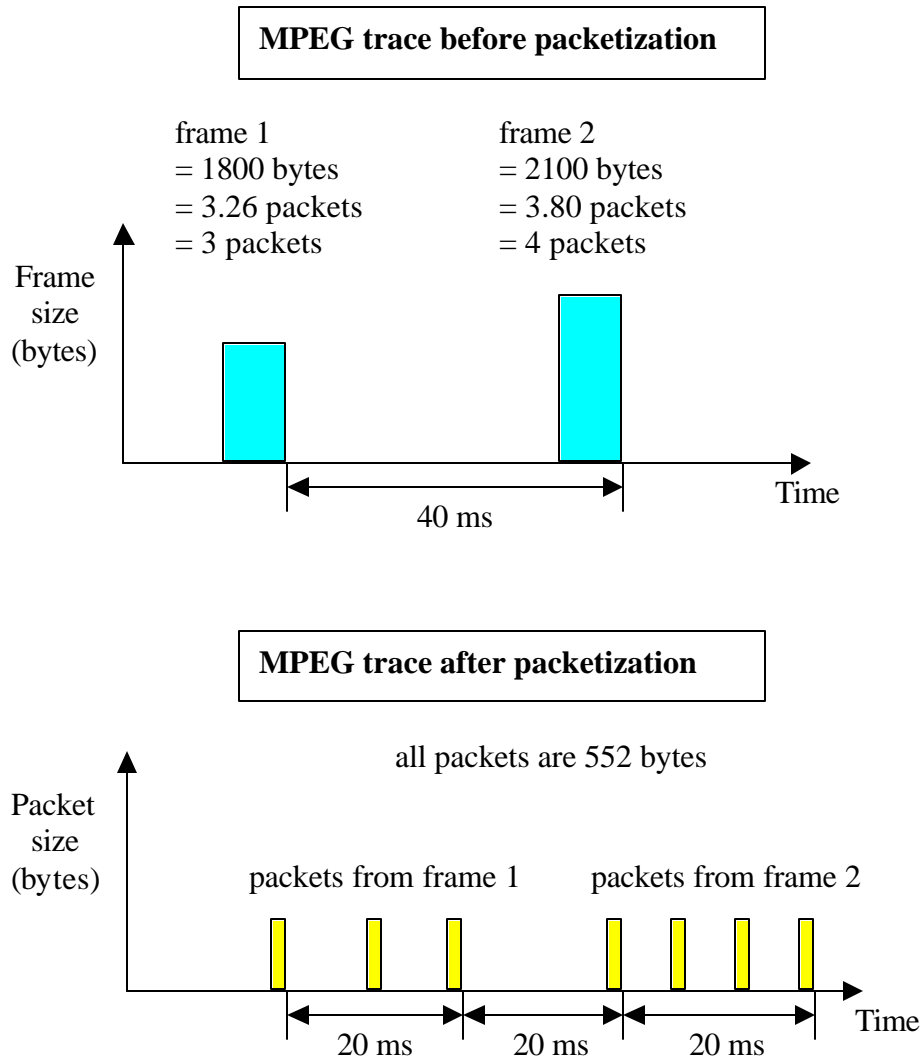 MPEG trace before packetization
frame 1
= 1800 bytes
= 3.26 packets
= 3 packets
frame 2
= 2100 bytes
= 3.80 packets
= 4 packets
Frame
size
(bytes)
Time
40 ms
MPEG trace after packetization
all packets are 552 bytes
Packet
size
(bytes)
packets from frame 1
packets from frame 2
Time
20 ms
20 ms
20 ms